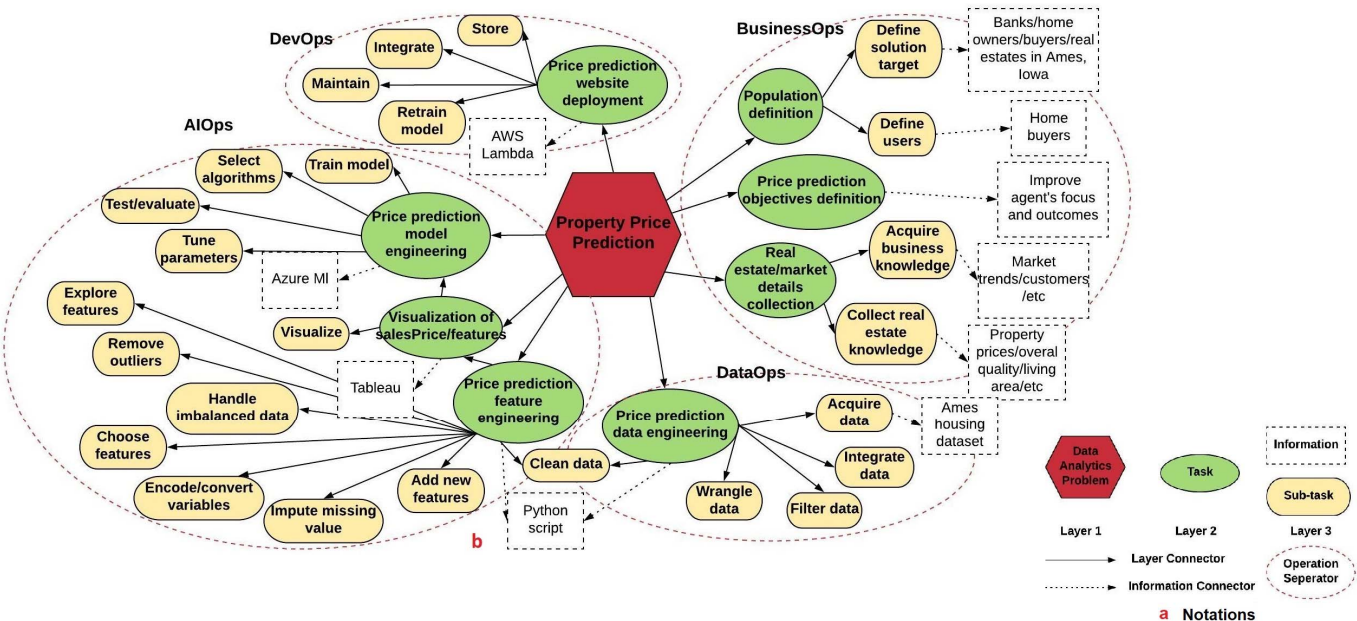 DevOps
Store
Integrate
Maintain
Retrain
model
Price prediction
website
deployment
AWS
Lambda
BusinessOps
Define
solution
target
Banks/home
owners/buyers/real
estates in Ames,
Iowa
Population
definition
Define
users
Home
buyers
Price prediction
objectives definition
Improve
agent's focus
and outcomes
Real
estate/market
details
collection
Acquire
business
knowledge
Market
trends/customers
/etc
Collect real
estate
knowledge
Property
prices/overal
quality/living
area/etc
Property Price
Prediction
AIOps
Select
algorithms
Train model
Test/evaluate
Tune
parameters
Price prediction
model
engineering
Azure Ml
Explore
features
Visualize
Visualization of
salesPrice/features
Remove
outliers
Tableau
Handle
imbalanced data
Price prediction
feature
engineering
Choose
features
Encode/convert
variables
Impute missing
value
Add new
features
Clean data
Python
script
DataOps
Price prediction
data engineering
Acquire
data
Ames
housing
dataset
Integrate
data
Wrangle
data
Filter data
b
Data
Analytics
Problem
Task
Information
Sub-task
Layer 1
Layer 2
Layer 3
Layer Connector
Information Connector
Operation
Seperator
a Notations